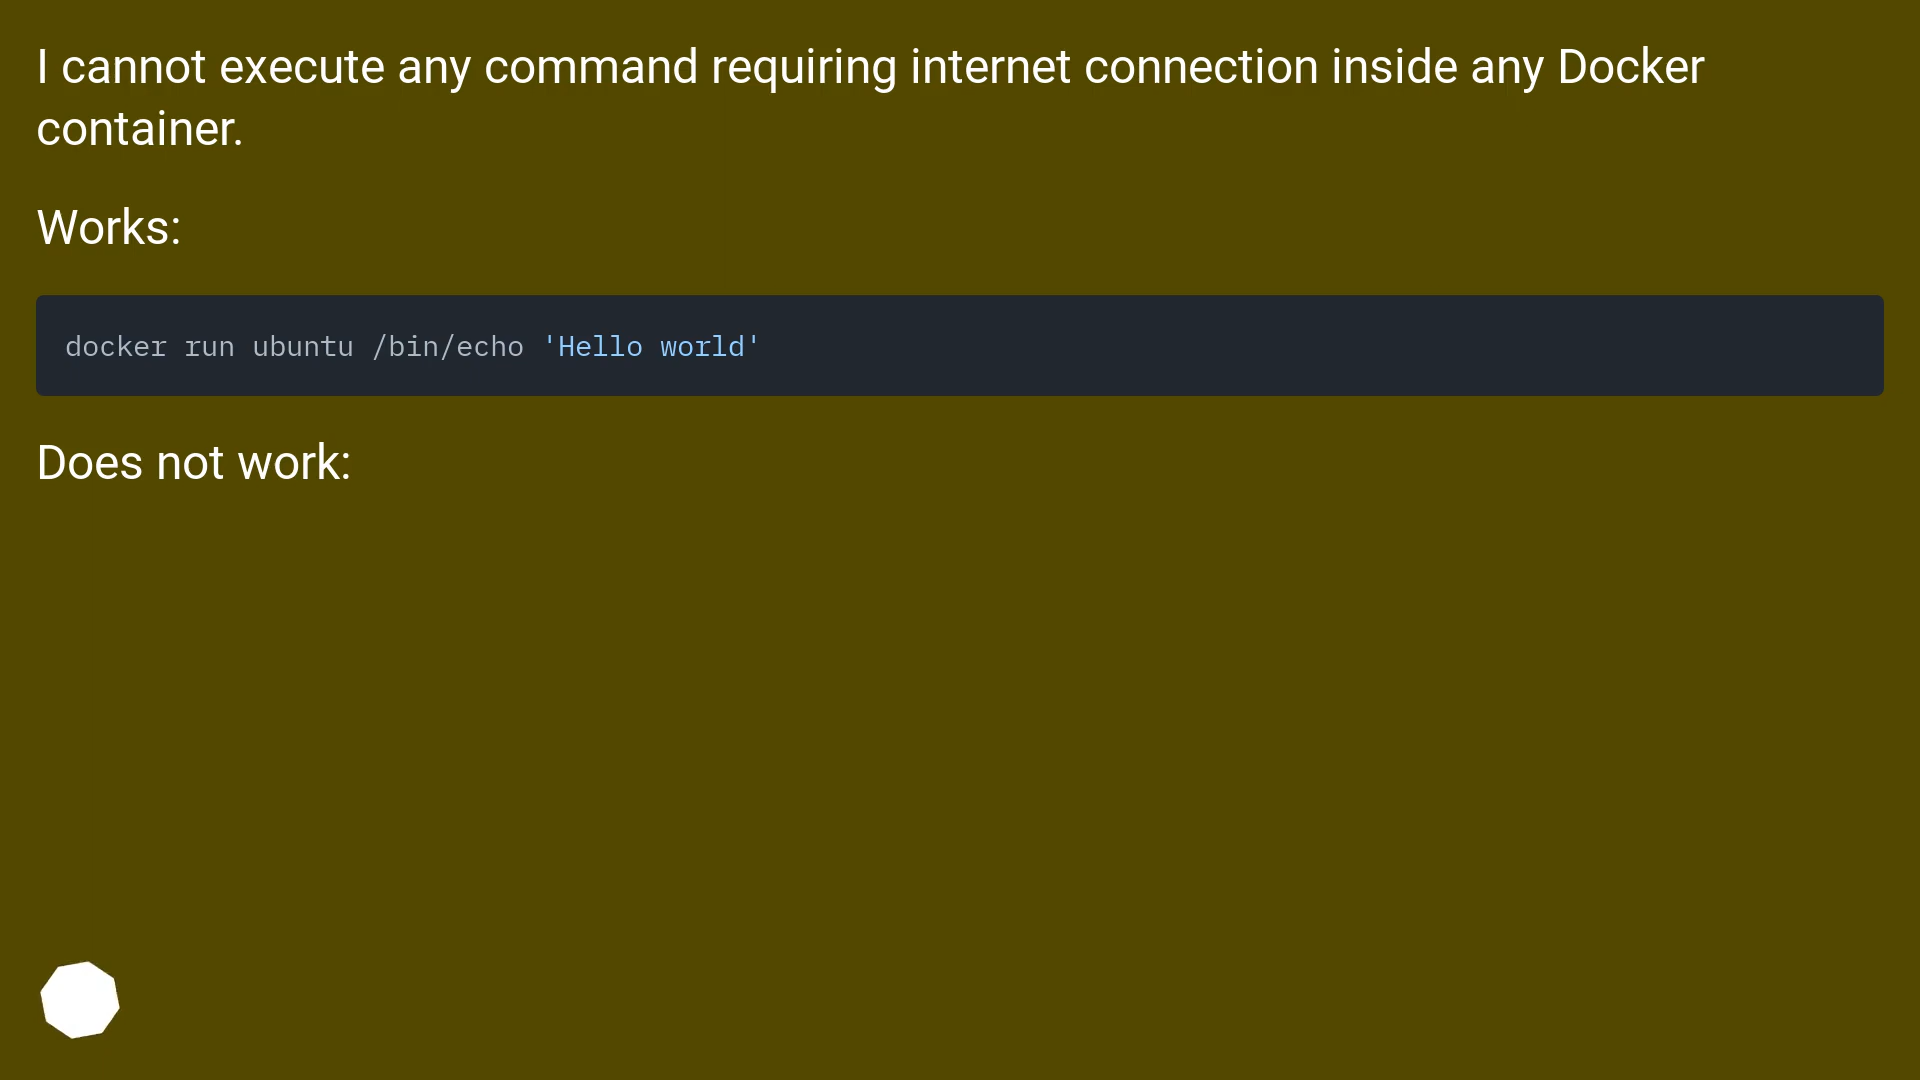 I cannot execute any command requiring internet connection inside any Docker
container.
Works:
docker run ubuntu /bin/echo 'Hello world'
Does not work: